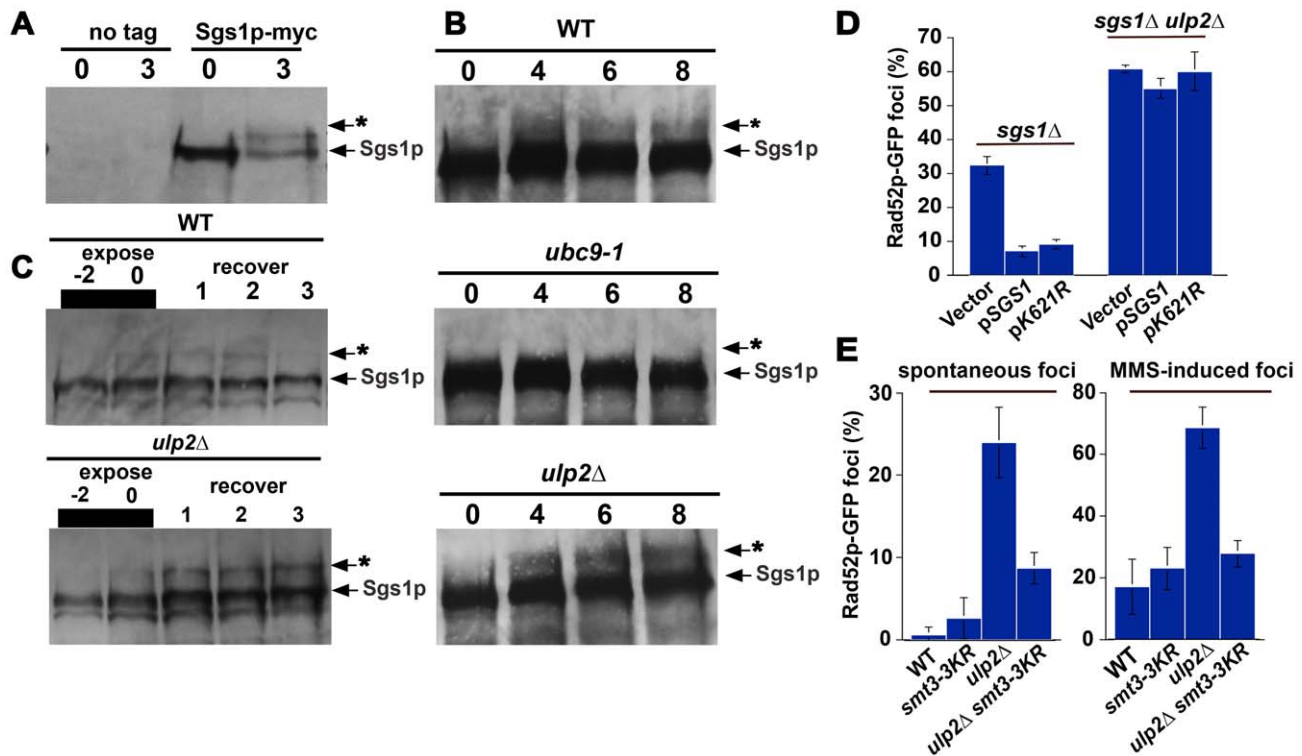 A
no tag Sgs1p-myc
0 3 0 3
*
Sgs1p
B
WT
0 4 6 8
*
Sgs1p
ubc9-1
0 4 6 8
*
Sgs1p
ulp2Δ
0 4 6 8
*
Sgs1p
C
WT
expose recover
-2 0 1 2 3
*
Sgs1p
ulp2Δ
expose recover
-2 0 1 2 3
*
Sgs1p
D
sgs1Δ ulp2Δ
sgs1Δ
Rad52p-GFP foci (%)
70
60
50
40
30
20
10
0
Vector pSGS1 pK621R Vector pSGS1 pK621R
E
spontaneous foci MMS-induced foci
Rad52p-GFP foci (%)
30
20
10
0
WT smt3-3KR ulp2Δ ulp2Δ smt3-3KR
80
60
40
20
0
WT smt3-3KR ulp2Δ ulp2Δ smt3-3KR